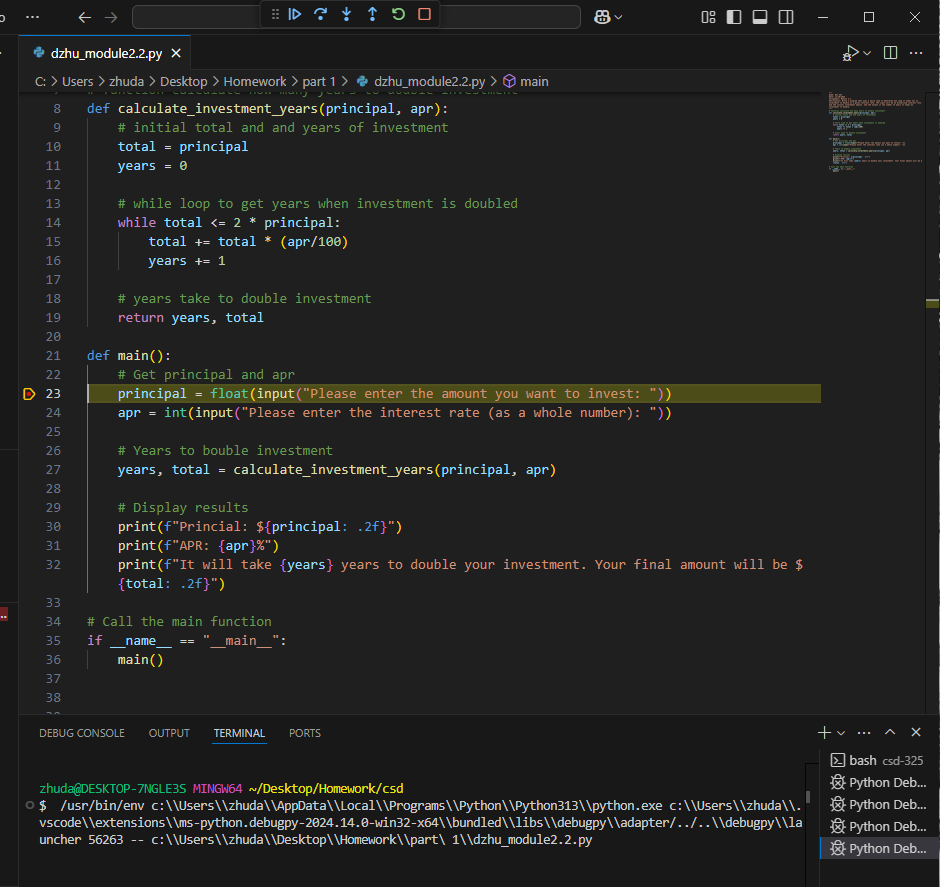 dzhu_module2.2.py
C: > Users > zhuda > Desktop > Homework > part 1 > dzhu_module2.2.py > main
7 # function calculate how many years to double investment
8 def calculate_investment_years(principal, apr):
9 # initial total and and years of investment
10 total = principal
11 years = 0
12
13 # while loop to get years when investment is doubled
14 while total <= 2 * principal:
15 total += total * (apr/100)
16 years += 1
17
18 # years take to double investment
19 return years, total
20
21 def main():
22 # Get principal and apr
23 principal = float(input("Please enter the amount you want to invest: "))
24 apr = int(input("Please enter the interest rate (as a whole number): "))
25
26 # Years to bouble investment
27 years, total = calculate_investment_years(principal, apr)
28
29 # Display results
30 print(f"Princial: ${principal: .2f}")
31 print(f"APR: {apr}%")
32 print(f"It will take {years} years to double your investment. Your final amount will be $
{total: .2f}")
33
34 # Call the main function
35 if __name__ == "__main__":
36 main()
37
38
39
DEBUG CONSOLE OUTPUT TERMINAL PORTS
zhuda@DESKTOP-7NGLE3S MINGW64 ~/Desktop/Homework/csd
$ /usr/bin/env c:\\Users\\zhuda\\AppData\\Local\\Programs\\Python\\Python313\\python.exe c:\\Users\\zhuda\\.
vscode\\extensions\\ms-python.debugpy-2024.14.0-win32-x64\\bundled\\libs\\debugpy\\adapter/../..\\debugpy\\la
uncher 56263 -- c:\\Users\\zhuda\\Desktop\\Homework\\part\ 1\\dzhu_module2.2.py
bash csd-325
Python Deb...
Python Deb...
Python Deb...
Python Deb...